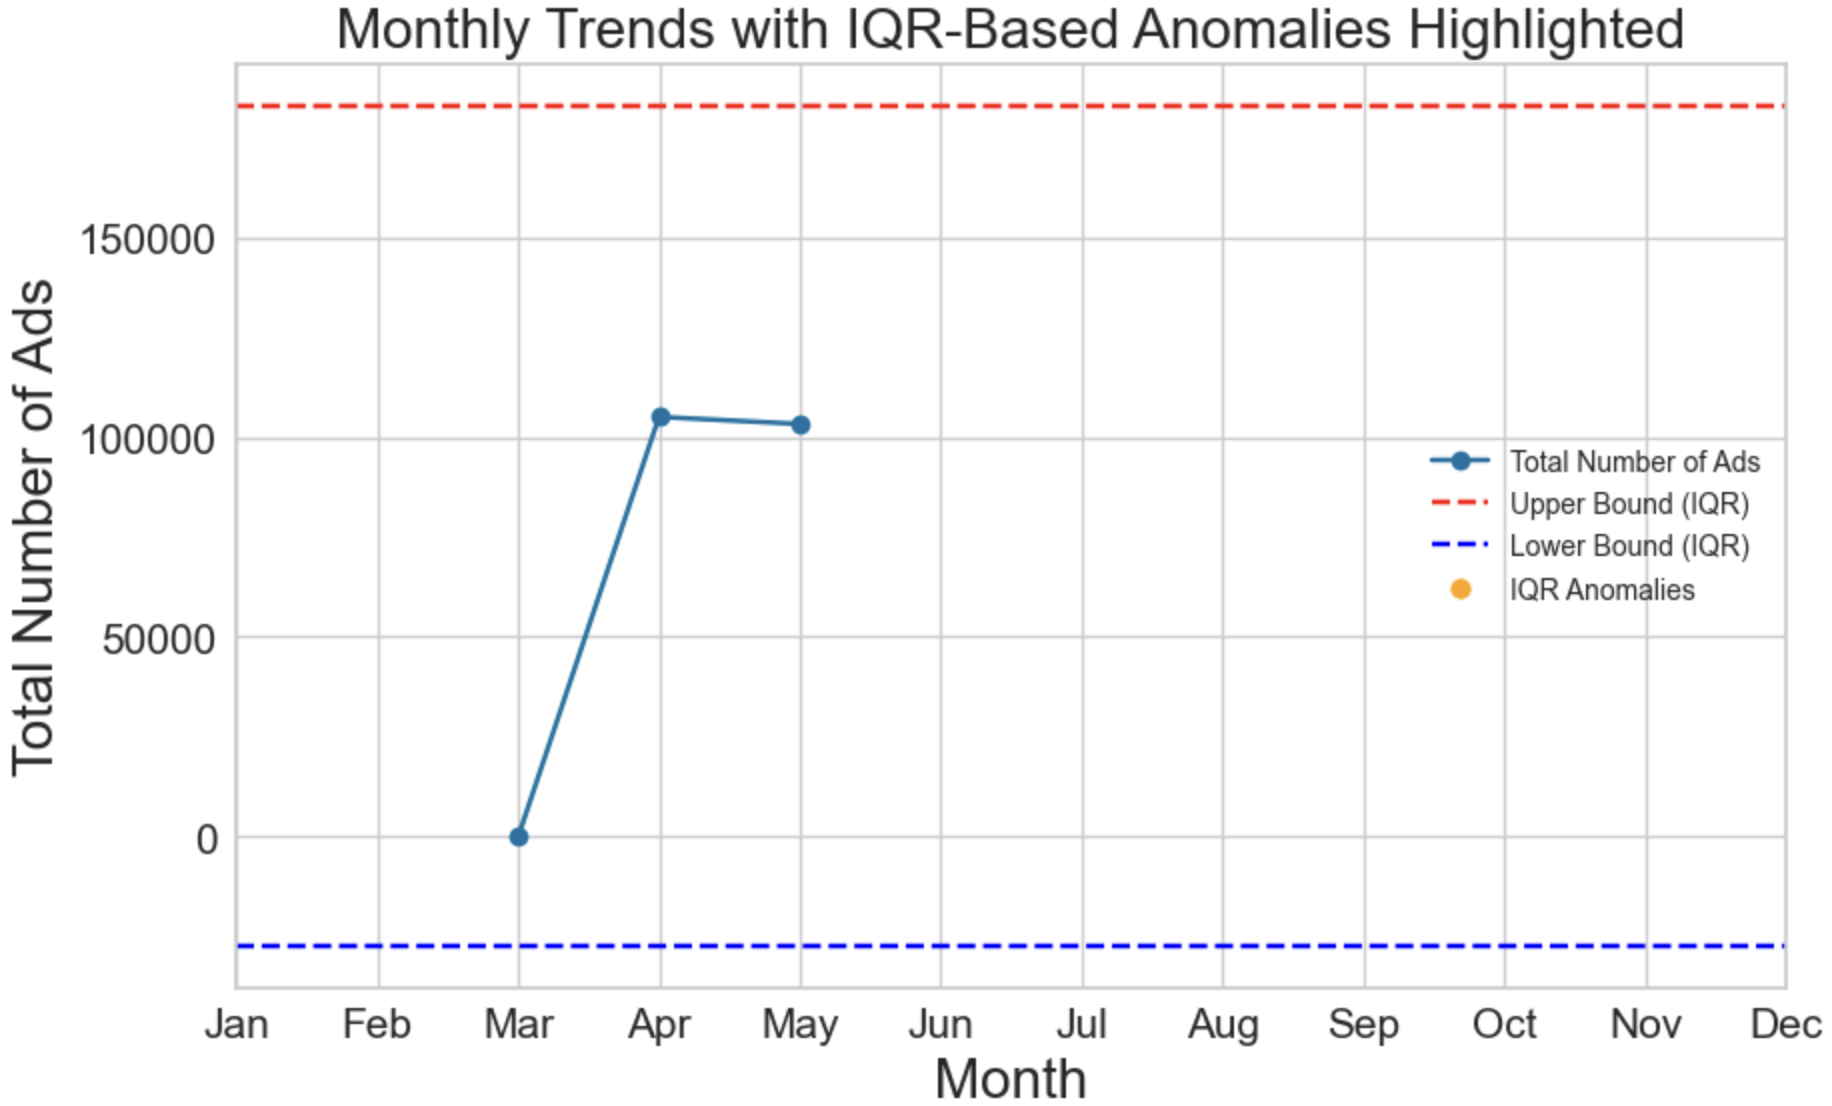 Monthly Trends with IQR-Based Anomalies Highlighted
Total Number of Ads
150000
100000
50000
0
Total Number of Ads
Upper Bound (IQR)
Lower Bound (IQR)
IQR Anomalies
Jan Feb Mar Apr May Jun Jul Aug Sep Oct Nov Dec
Month